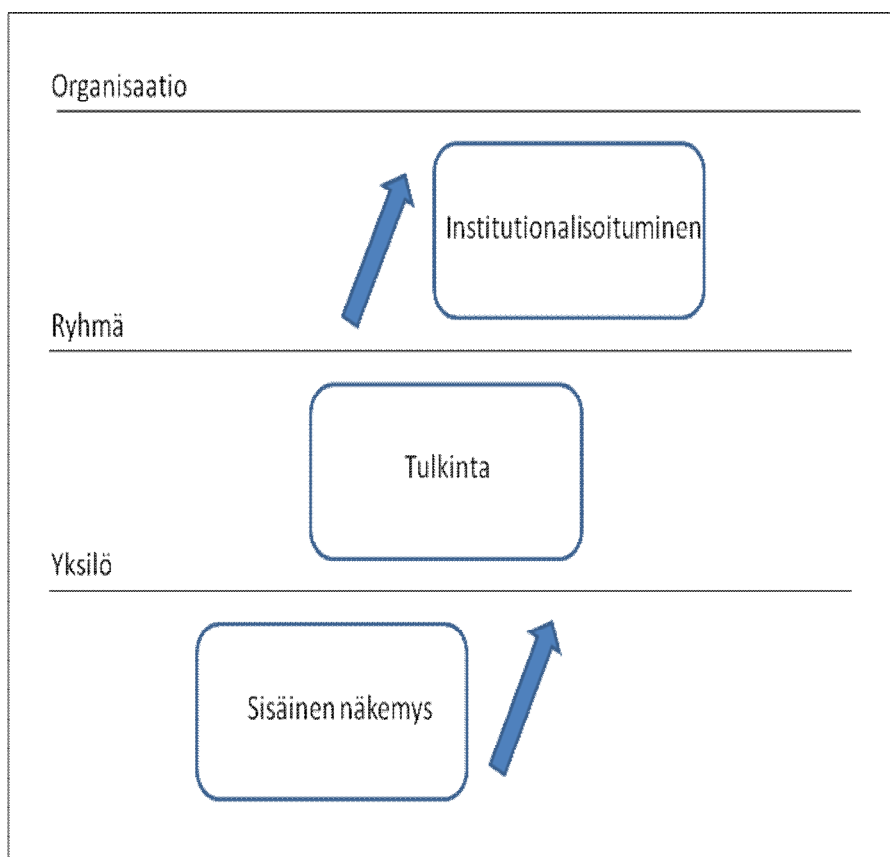 Organisaatio
Institutionalisoituminen
Ryhmä
Tulkinta
Yksilö
Sisäinen näkemys